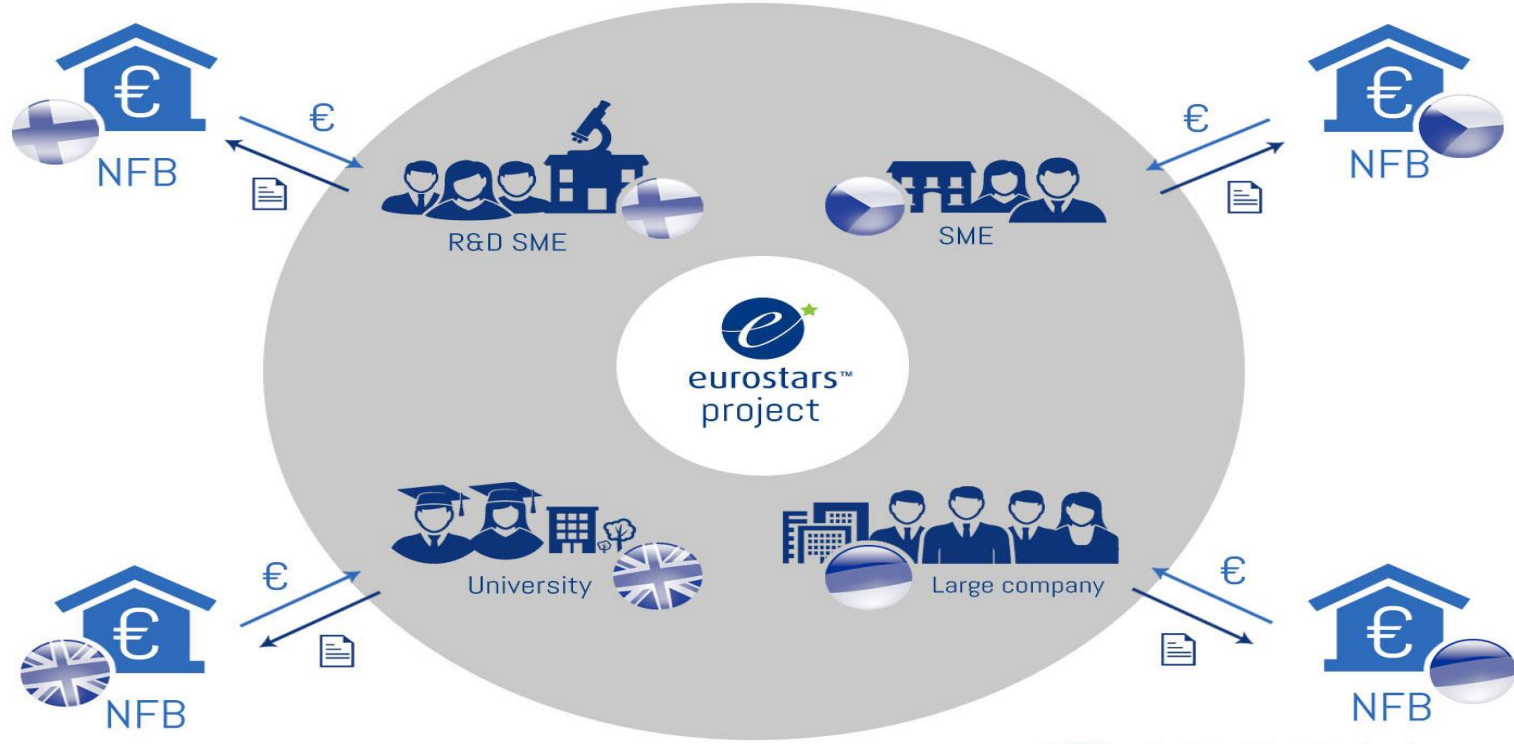 €
NFB
€
R&D SME
€
NFB
€
SME
e
eurostars™
project
€
NFB
€
University
€
NFB
€
Large company